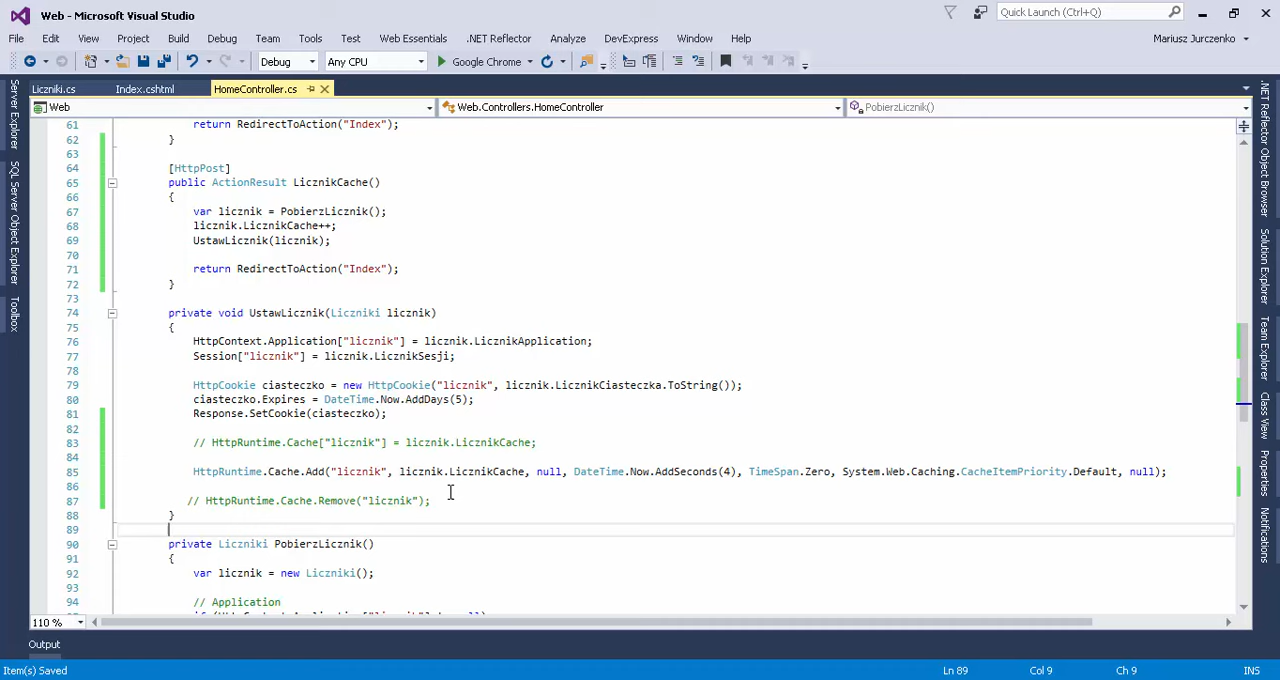 Web - Microsoft Visual Studio
Quick Launch (Ctrl+Q)
File Edit View Project Build Debug Team Tools Test Web Essentials .NET Reflector Analyze DevExpress Window Help
Mariusz Jurczenko
Debug Any CPU Google Chrome
Liczniki.cs Index.cshtml HomeController.cs
Web Web.Controllers.HomeController PobierzLicznik()
61 return RedirectToAction("Index");
62 }
63
64 [HttpPost]
65 public ActionResult LicznikCache()
66 {
67 var licznik = PobierzLicznik();
68 licznik.LicznikCache++;
69 UstawLicznik(licznik);
70
71 return RedirectToAction("Index");
72 }
73
74 private void UstawLicznik(Liczniki licznik)
75 {
76 HttpContext.Application["licznik"] = licznik.LicznikApplication;
77 Session["licznik"] = licznik.LicznikSesji;
78
79 HttpCookie ciasteczko = new HttpCookie("licznik", licznik.LicznikCiasteczka.ToString());
80 ciasteczko.Expires = DateTime.Now.AddDays(5);
81 Response.SetCookie(ciasteczko);
82
83 // HttpRuntime.Cache["licznik"] = licznik.LicznikCache;
84
85 HttpRuntime.Cache.Add("licznik", licznik.LicznikCache, null, DateTime.Now.AddSeconds(4), TimeSpan.Zero, System.Web.Caching.CacheItemPriority.Default, null);
86
87 // HttpRuntime.Cache.Remove("licznik");
88 }
89
90 private Liczniki PobierzLicznik()
91 {
92 var licznik = new Liczniki();
93
94 // Application
110 %
Output
Item(s) Saved Ln 89 Col 9 Ch 9 INS
Server Explorer
SQL Server Object Explorer
Toolbox
.NET Reflector Object Browser
Solution Explorer
Team Explorer
Class View
Properties
Notifications